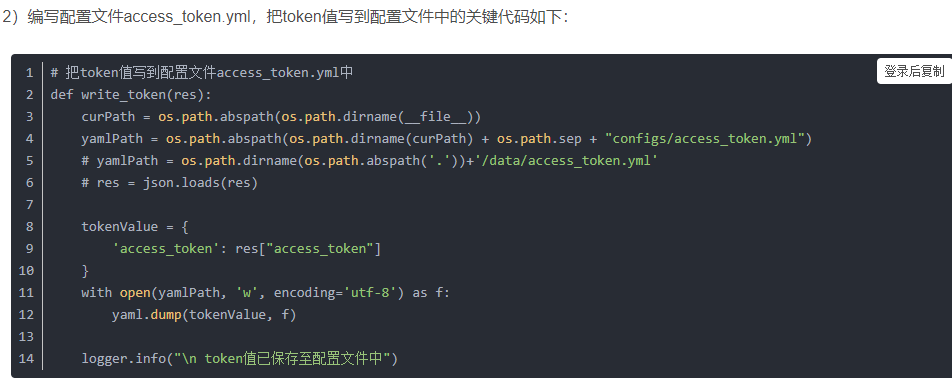 2）编写配置文件access_token.yml，把token值写到配置文件中的关键代码如下：
登录后复制
1 # 把token值写到配置文件access_token.yml中
2 def write_token(res):
3     curPath = os.path.abspath(os.path.dirname(__file__))
4     yamlPath = os.path.abspath(os.path.dirname(curPath) + os.path.sep + "configs/access_token.yml")
5     # yamlPath = os.path.dirname(os.path.abspath('.'))+'/data/access_token.yml'
6     # res = json.loads(res)
7
8     tokenValue = {
9         'access_token': res["access_token"]
10     }
11     with open(yamlPath, 'w', encoding='utf-8') as f:
12         yaml.dump(tokenValue, f)
13
14     logger.info("\n token值已保存至配置文件中")